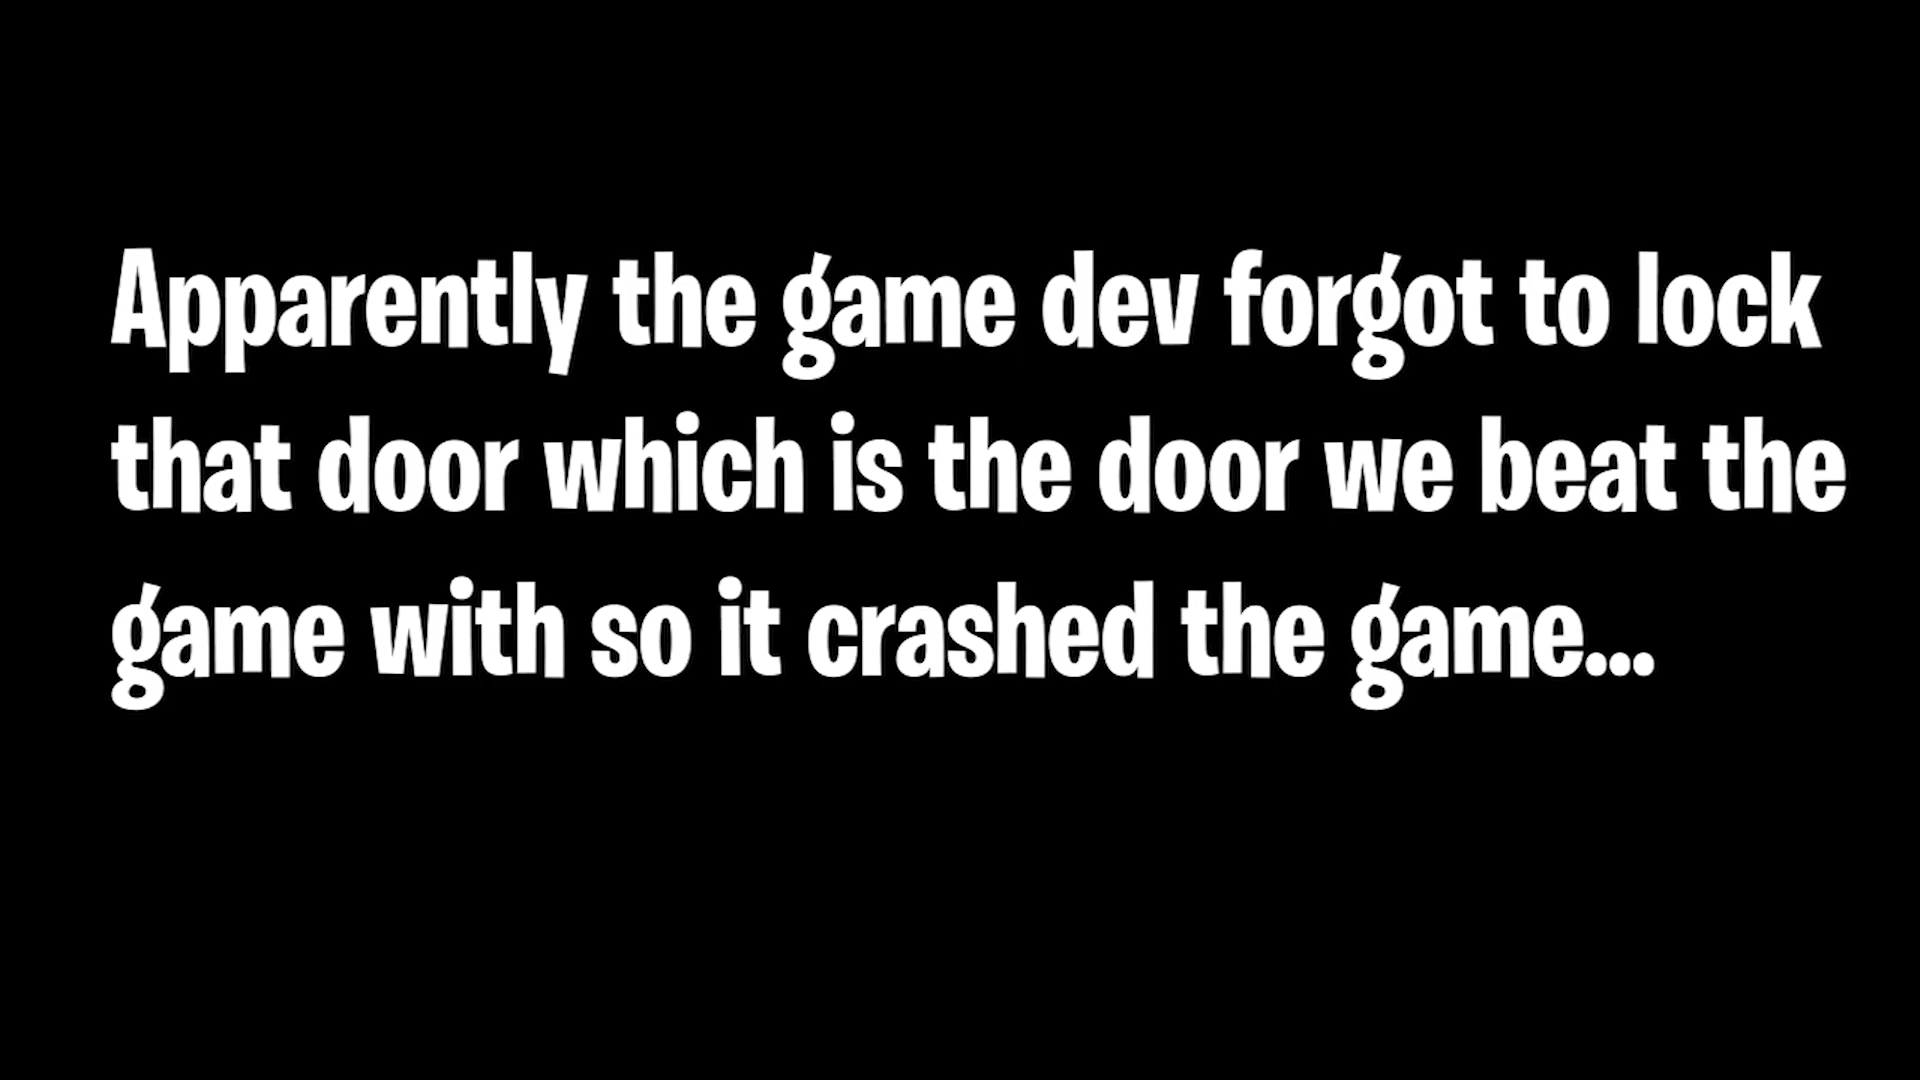 Apparently the game dev forgot to lock
that door which is the door we beat the
game with so it crashed the game...